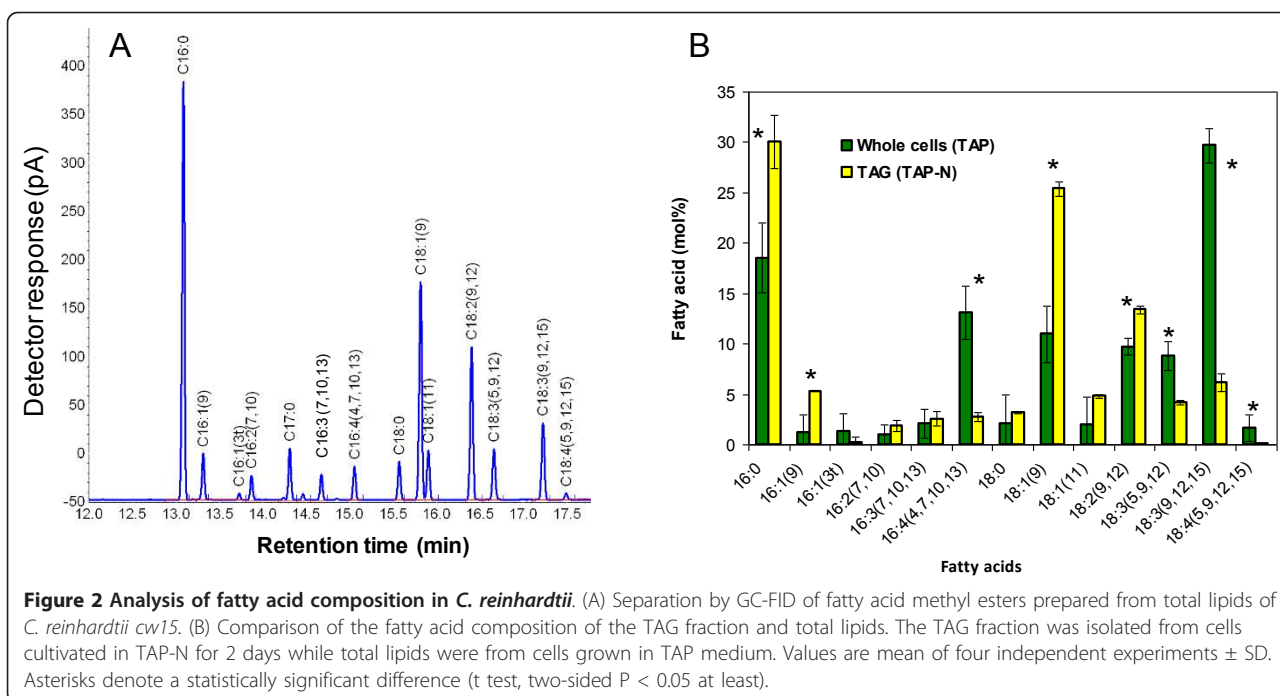 A
Detector response (pA)
400
350
300
250
200
150
100
50
0
-50
C16:0
C16:1(9)
C16:1(3t)
C16:2(7,10)
C17:0
C16:3(7,10,13)
C16:4(4,7,10,13)
C18:0
C18:1(9)
C18:1(11)
C18:2(9,12)
C18:3(5,9,12)
C18:3(9,12,15)
C18:4(5,9,12,15)
12.0 13.0 13.5 14.0 14.5 15.0 15.5 16.0 16.5 17.0 17.5
Retention time (min)
B
Fatty acid (mol%)
35
30
25
20
15
10
5
0
Whole cells (TAP)
TAG (TAP-N)
* * * * * * * *
16:0
16:1(9)
16:1(3t)
16:2(7,10)
16:3(7,10,13)
16:4(4,7,10,13)
18:0
18:1(9)
18:1(11)
18:2(9,12)
18:3(5,9,12)
18:3(9,12,15)
18:4(5,9,12,15)
Fatty acids
Figure 2 Analysis of fatty acid composition in C. reinhardtii. (A) Separation by GC-FID of fatty acid methyl esters prepared from total lipids of
C. reinhardtii cw15. (B) Comparison of the fatty acid composition of the TAG fraction and total lipids. The TAG fraction was isolated from cells
cultivated in TAP-N for 2 days while total lipids were from cells grown in TAP medium. Values are mean of four independent experiments ± SD.
Asterisks denote a statistically significant difference (t test, two-sided P < 0.05 at least).